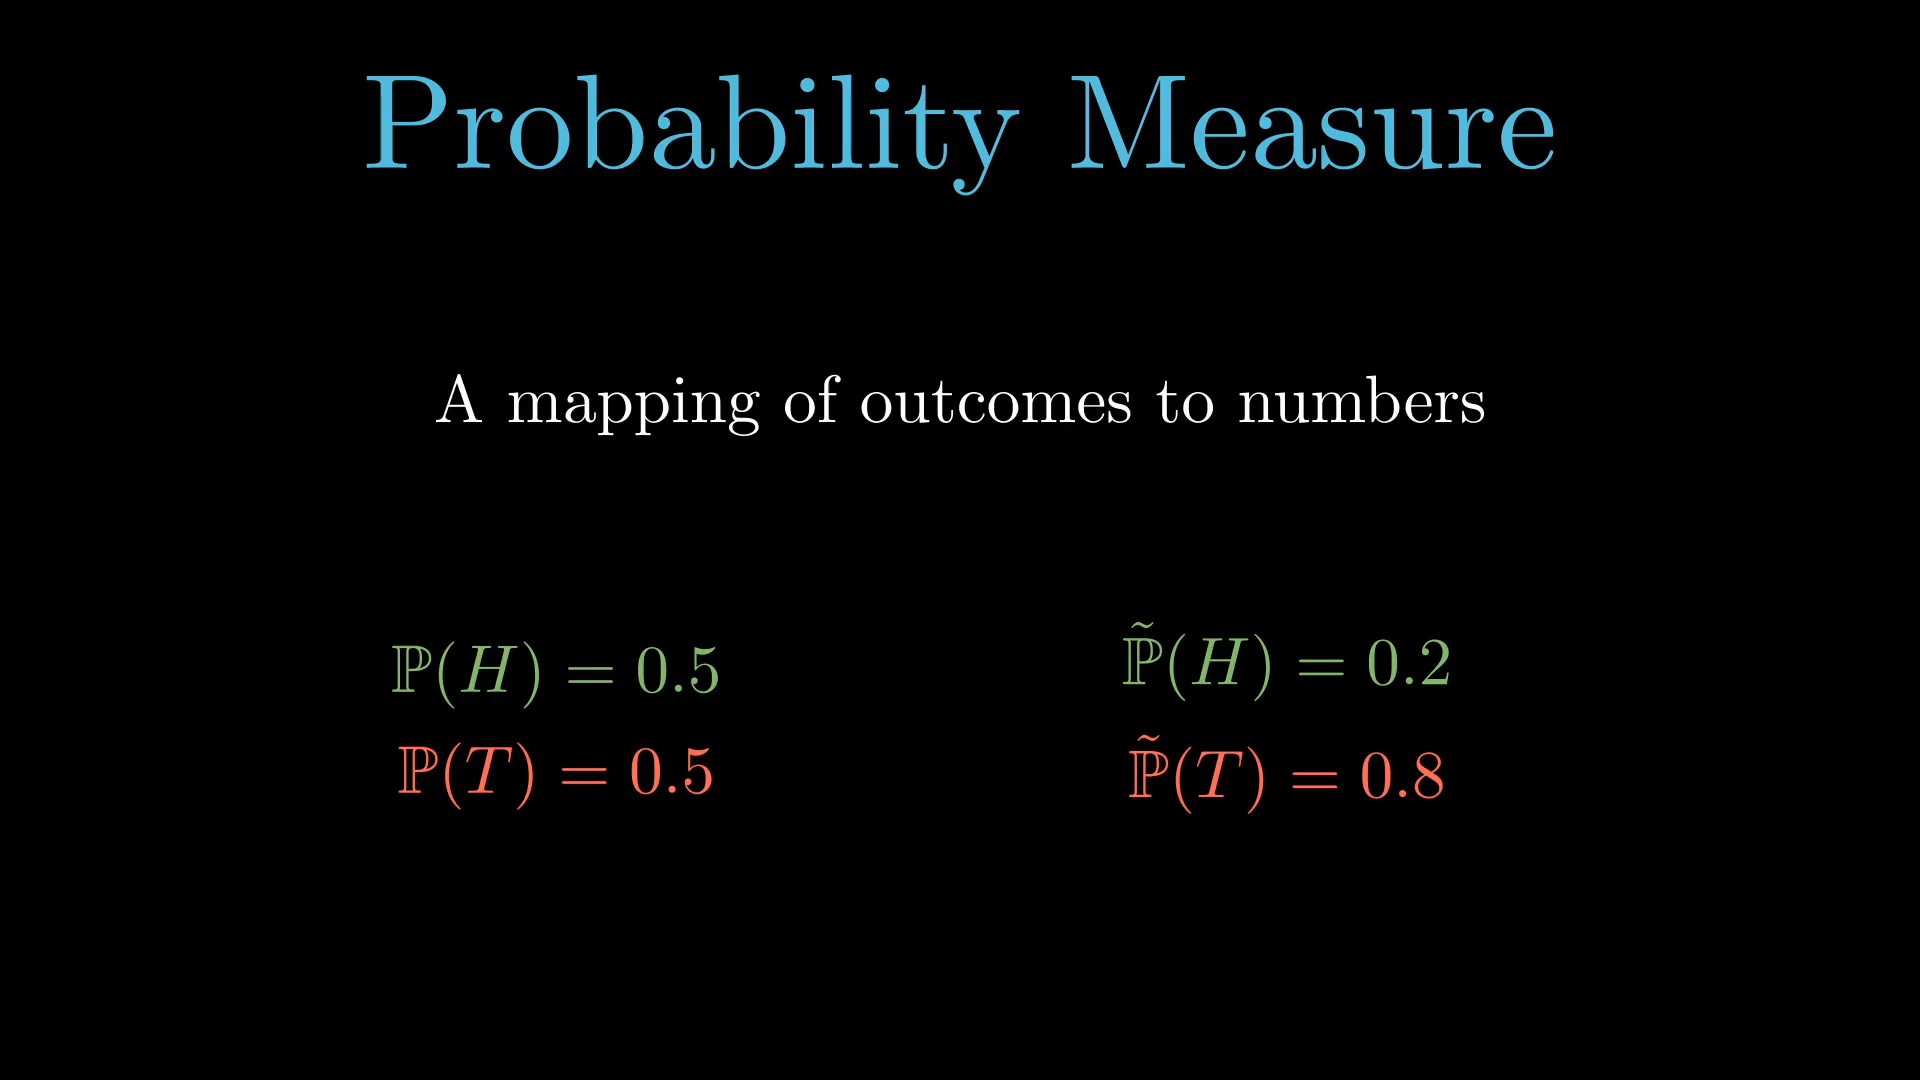 Probability Measure
A mapping of outcomes to numbers
ℙ(H) = 0.5
ℙ(T) = 0.5
ℙ̃(H) = 0.2
ℙ̃(T) = 0.8